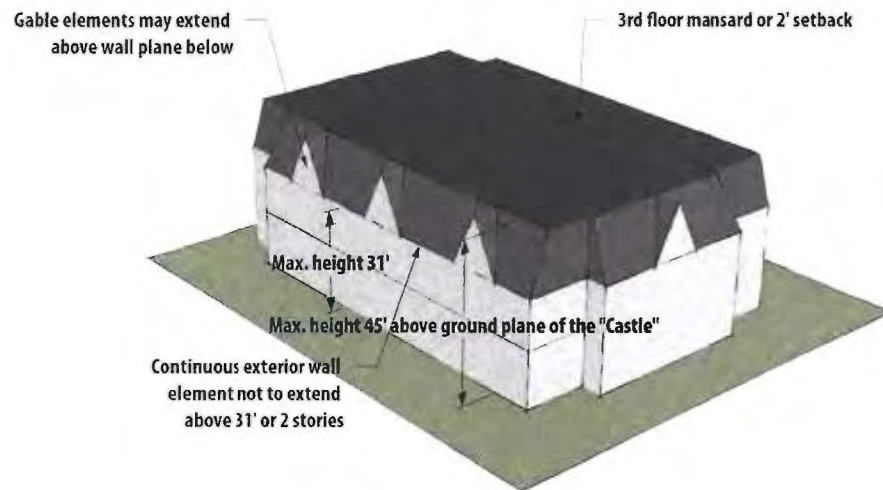 Gable elements may extend
above wall plane below
3rd floor mansard or 2' setback
Max. height 31'
Max. height 45' above ground plane of the "Castle"
Continuous exterior wall
element not to extend
above 31' or 2 stories